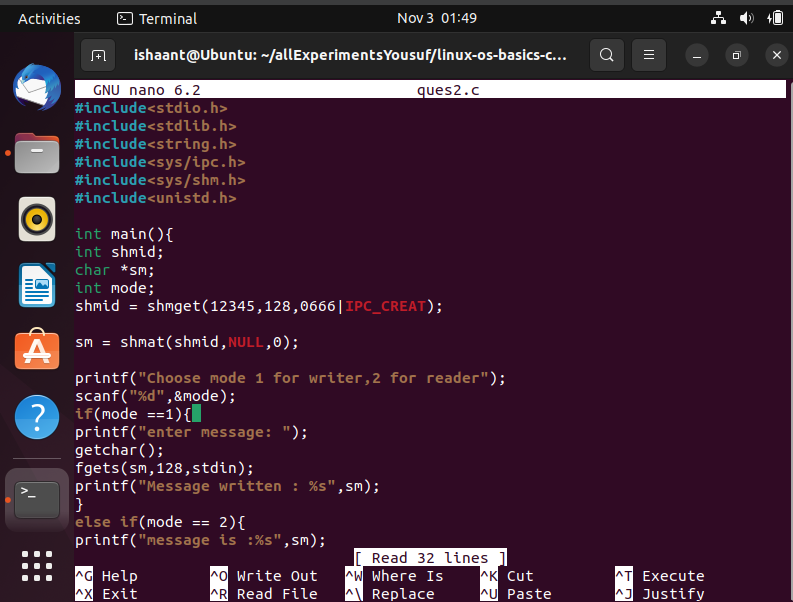 Activities Terminal Nov 3 01:49
ishaant@Ubuntu: ~/allExperimentsYousuf/linux-os-basics-c...
GNU nano 6.2 ques2.c
#include<stdio.h>
#include<stdlib.h>
#include<string.h>
#include<sys/ipc.h>
#include<sys/shm.h>
#include<unistd.h>
int main(){
int shmid;
char *sm;
int mode;
shmid = shmget(12345,128,0666|IPC_CREAT);
sm = shmat(shmid,NULL,0);
printf("Choose mode 1 for writer,2 for reader");
scanf("%d",&mode);
if(mode ==1){
printf("enter message: ");
getchar();
fgets(sm,128,stdin);
printf("Message written : %s",sm);
}
else if(mode == 2){
printf("message is :%s",sm);
[ Read 32 lines ]
^G Help ^O Write Out ^W Where Is ^K Cut ^T Execute
^X Exit ^R Read File ^\ Replace ^U Paste ^J Justify